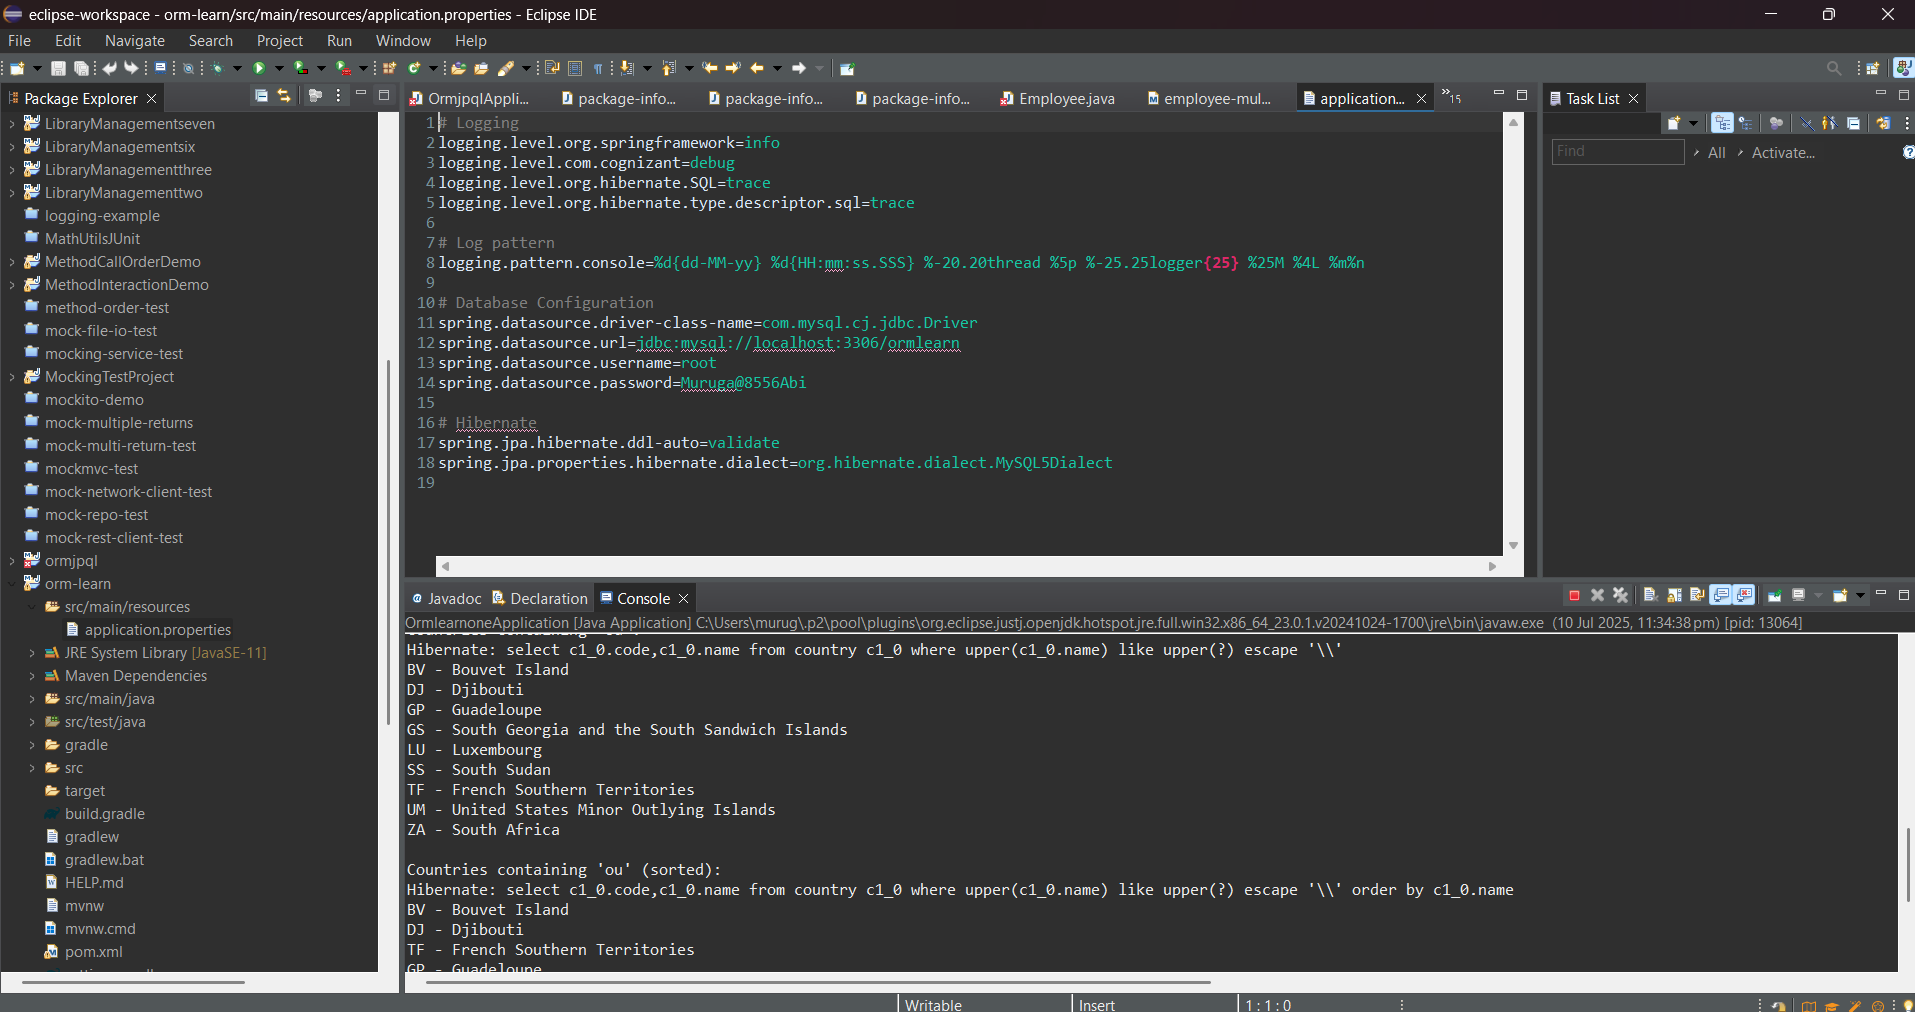 eclipse-workspace - orm-learn/src/main/resources/application.properties - Eclipse IDE
File Edit Navigate Search Project Run Window Help
Package Explorer
LibraryManagementseven
LibraryManagementsix
LibraryManagementthree
LibraryManagementtwo
logging-example
MathUtilsJUnit
MethodCallOrderDemo
MethodInteractionDemo
method-order-test
mock-file-io-test
mocking-service-test
MockingTestProject
mockito-demo
mock-multiple-returns
mock-multi-return-test
mockmvc-test
mock-network-client-test
mock-repo-test
mock-rest-client-test
ormjpql
orm-learn
src/main/resources
application.properties
JRE System Library [JavaSE-11]
Maven Dependencies
src/main/java
src/test/java
gradle
src
target
build.gradle
gradlew
gradlew.bat
HELP.md
mvnw
mvnw.cmd
pom.xml
OrmjpqlAppli... package-info... package-info... package-info... Employee.java employee-mul... application... »15
1 # Logging
2 logging.level.org.springframework=info
3 logging.level.com.cognizant=debug
4 logging.level.org.hibernate.SQL=trace
5 logging.level.org.hibernate.type.descriptor.sql=trace
6
7 # Log pattern
8 logging.pattern.console=%d{dd-MM-yy} %d{HH:mm:ss.SSS} %-20.20thread %5p %-25.25logger{25} %25M %4L %m%n
9
10 # Database Configuration
11 spring.datasource.driver-class-name=com.mysql.cj.jdbc.Driver
12 spring.datasource.url=jdbc:mysql://localhost:3306/ormlearn
13 spring.datasource.username=root
14 spring.datasource.password=Muruga@8556Abi
15
16 # Hibernate
17 spring.jpa.hibernate.ddl-auto=validate
18 spring.jpa.properties.hibernate.dialect=org.hibernate.dialect.MySQL5Dialect
19
Task List
Find All Activate...
Javadoc Declaration Console
OrmlearnoneApplication [Java Application] C:\Users\murug\.p2\pool\plugins\org.eclipse.justj.openjdk.hotspot.jre.full.win32.x86_64_23.0.1.v20241024-1700\jre\bin\javaw.exe (10 Jul 2025, 11:34:38 pm) [pid: 13064]
Countries containing 'ou':
Hibernate: select c1_0.code,c1_0.name from country c1_0 where upper(c1_0.name) like upper(?) escape '\\'
BV - Bouvet Island
DJ - Djibouti
GP - Guadeloupe
GS - South Georgia and the South Sandwich Islands
LU - Luxembourg
SS - South Sudan
TF - French Southern Territories
UM - United States Minor Outlying Islands
ZA - South Africa
Countries containing 'ou' (sorted):
Hibernate: select c1_0.code,c1_0.name from country c1_0 where upper(c1_0.name) like upper(?) escape '\\' order by c1_0.name
BV - Bouvet Island
DJ - Djibouti
TF - French Southern Territories
GP - Guadeloupe
Writable Insert 1 : 1 : 0